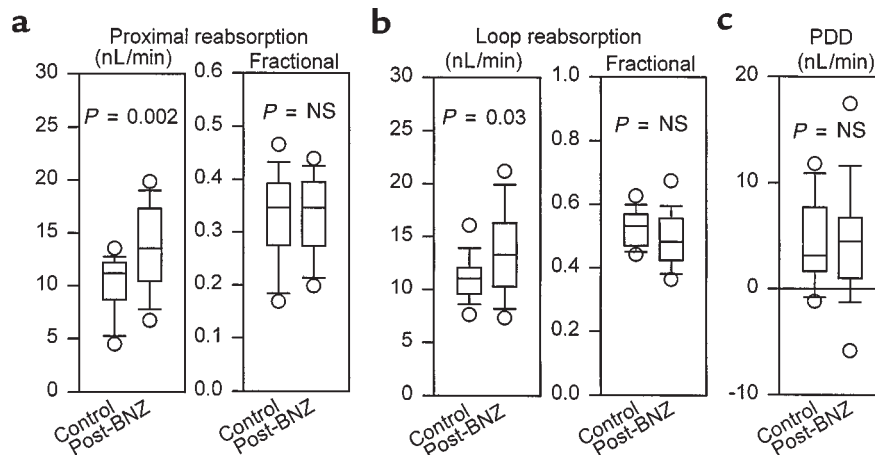 a
Proximal reabsorption
(nL/min)
Fractional
30
25
20
15
10
5
0
P = 0.002
Control
Post-BNZ
0.6
0.5
0.4
0.3
0.2
0.1
0.0
P = NS
Control
Post-BNZ
b
Loop reabsorption
(nL/min)
Fractional
30
25
20
15
10
5
0
P = 0.03
Control
Post-BNZ
1.0
0.8
0.6
0.4
0.2
0.0
P = NS
Control
Post-BNZ
c
PDD
(nL/min)
20
10
0
-10
P = NS
Control
Post-BNZ